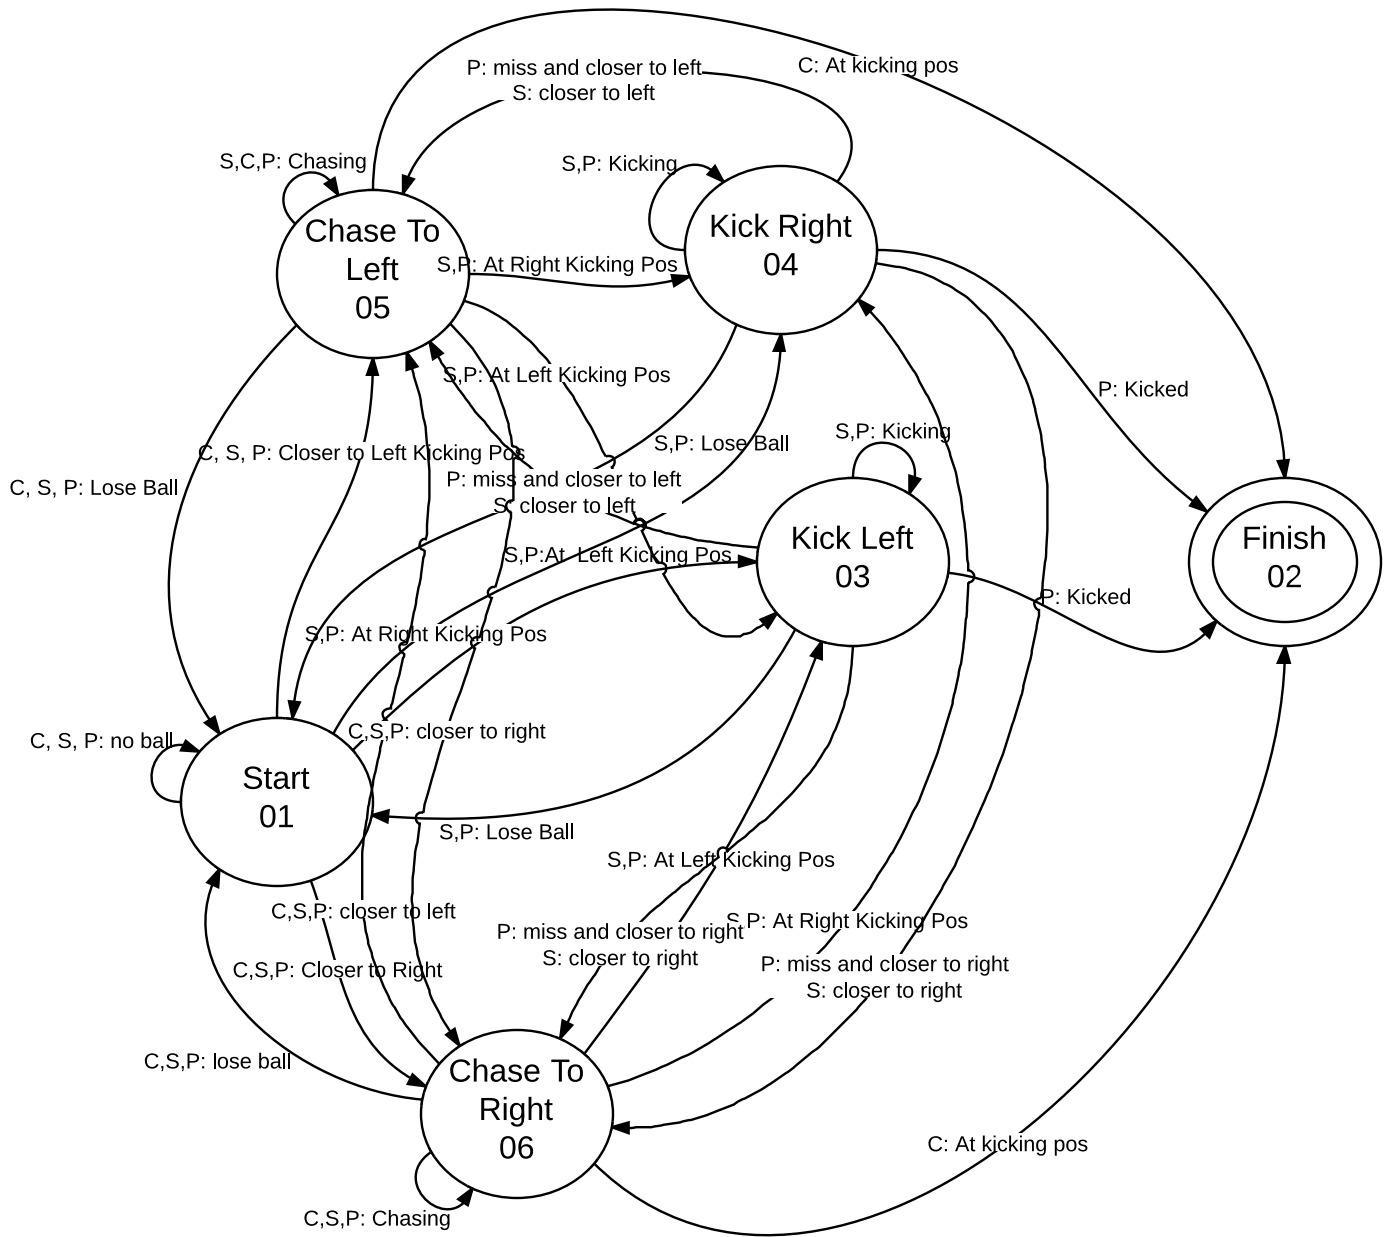 C: At kicking pos
P: miss and closer to left
S: closer to left
S,C,P: Chasing
S,P: Kicking
Chase To
Left
05
Kick Right
04
S,P: At Right Kicking Pos
S,P: At Left Kicking Pos
P: Kicked
S,P: Kicking
S,P: Lose Ball
C, S, P: Closer to Left Kicking Pos
C, S, P: Lose Ball
P: miss and closer to left
S: closer to left
Kick Left
03
Finish
02
S,P:At  Left Kicking Pos
P: Kicked
S,P: At Right Kicking Pos
C,S,P: closer to right
C, S, P: no ball
Start
01
S,P: Lose Ball
S,P: At Left Kicking Pos
C,S,P: closer to left
S,P: At Right Kicking Pos
P: miss and closer to right
S: closer to right
C,S,P: Closer to Right
P: miss and closer to right
S: closer to right
C,S,P: lose ball
Chase To
Right
06
C: At kicking pos
C,S,P: Chasing